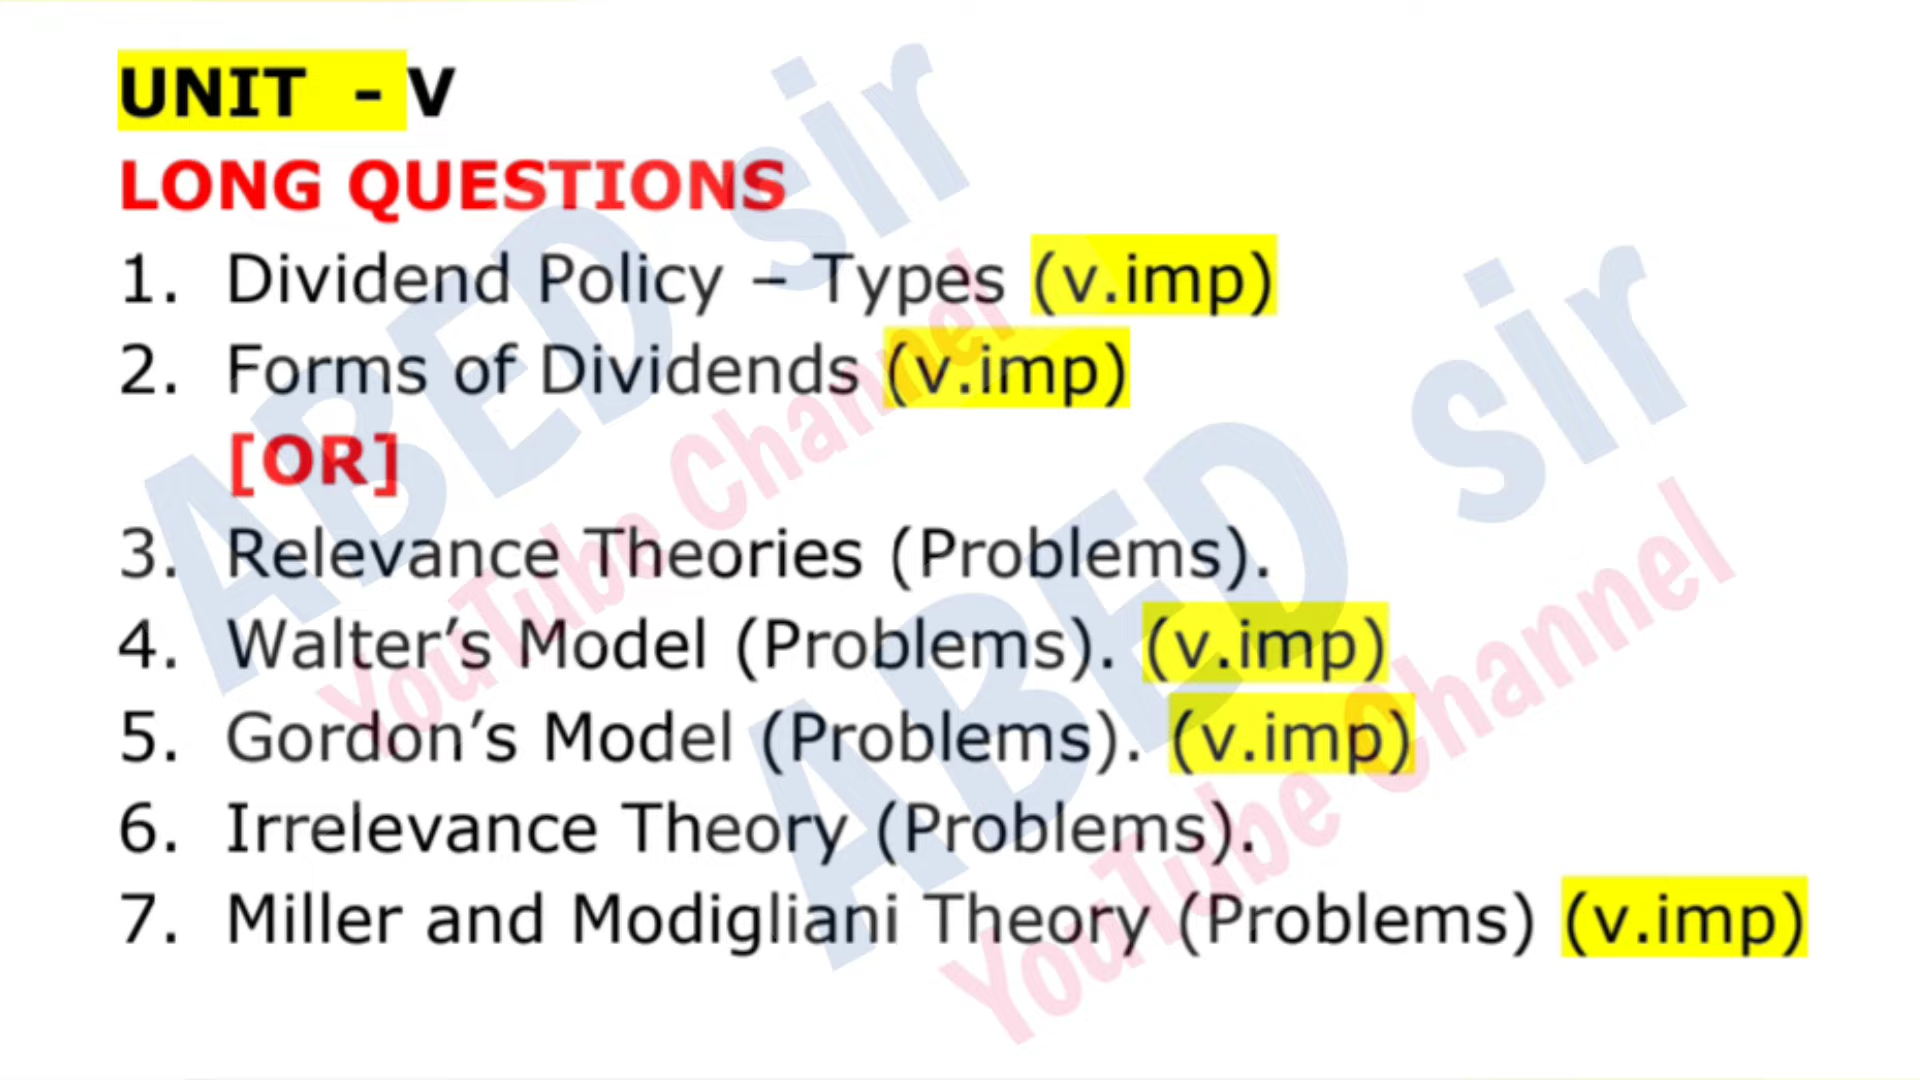 UNIT - V
LONG QUESTIONS
1. Dividend Policy – Types (v.imp)
2. Forms of Dividends (v.imp)
[OR]
3. Relevance Theories (Problems).
4. Walter’s Model (Problems). (v.imp)
5. Gordon’s Model (Problems). (v.imp)
6. Irrelevance Theory (Problems).
7. Miller and Modigliani Theory (Problems) (v.imp)
ABED sir
YouTube Channel
ABED sir
YouTube Channel